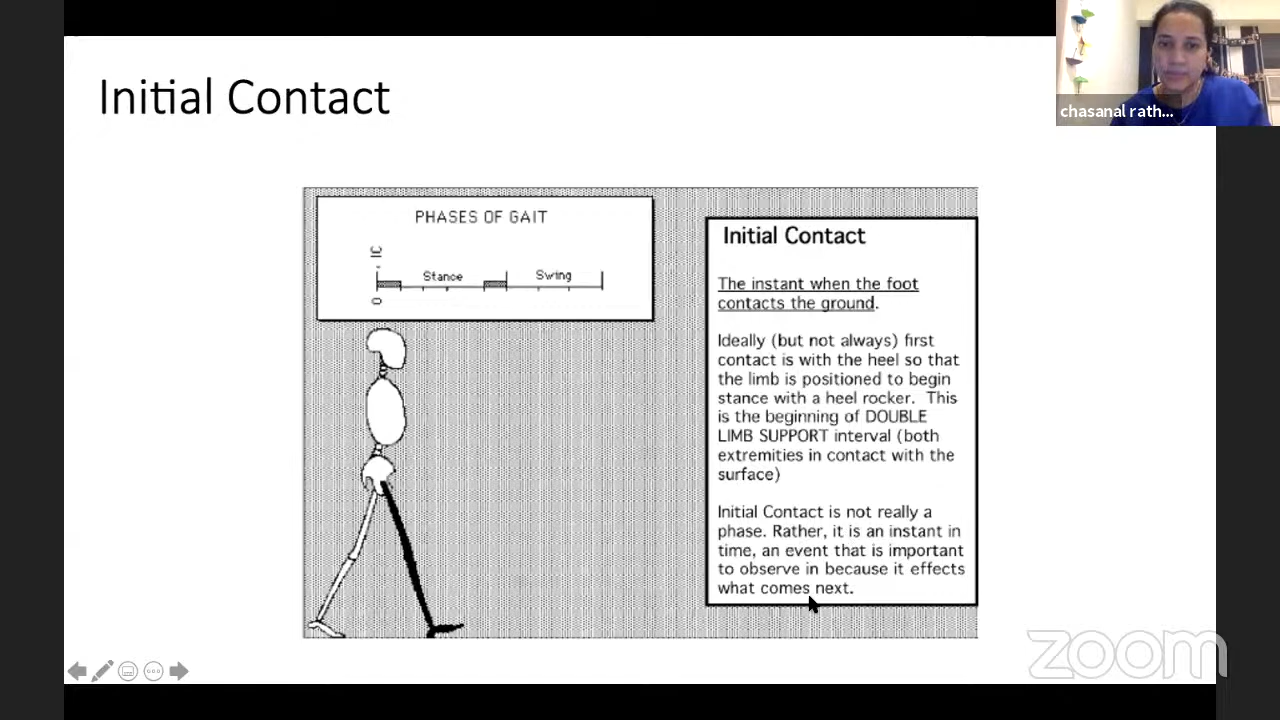 Initial Contact
chasanal rath...
PHASES OF GAIT
IC
Stance
Swing
0
Initial Contact
The instant when the foot
contacts the ground.
Ideally (but not always) first
contact is with the heel so that
the limb is positioned to begin
stance with a heel rocker. This
is the beginning of DOUBLE
LIMB SUPPORT interval (both
extremities in contact with the
surface)
Initial Contact is not really a
phase. Rather, it is an instant in
time, an event that is important
to observe in because it effects
what comes next.
zoom